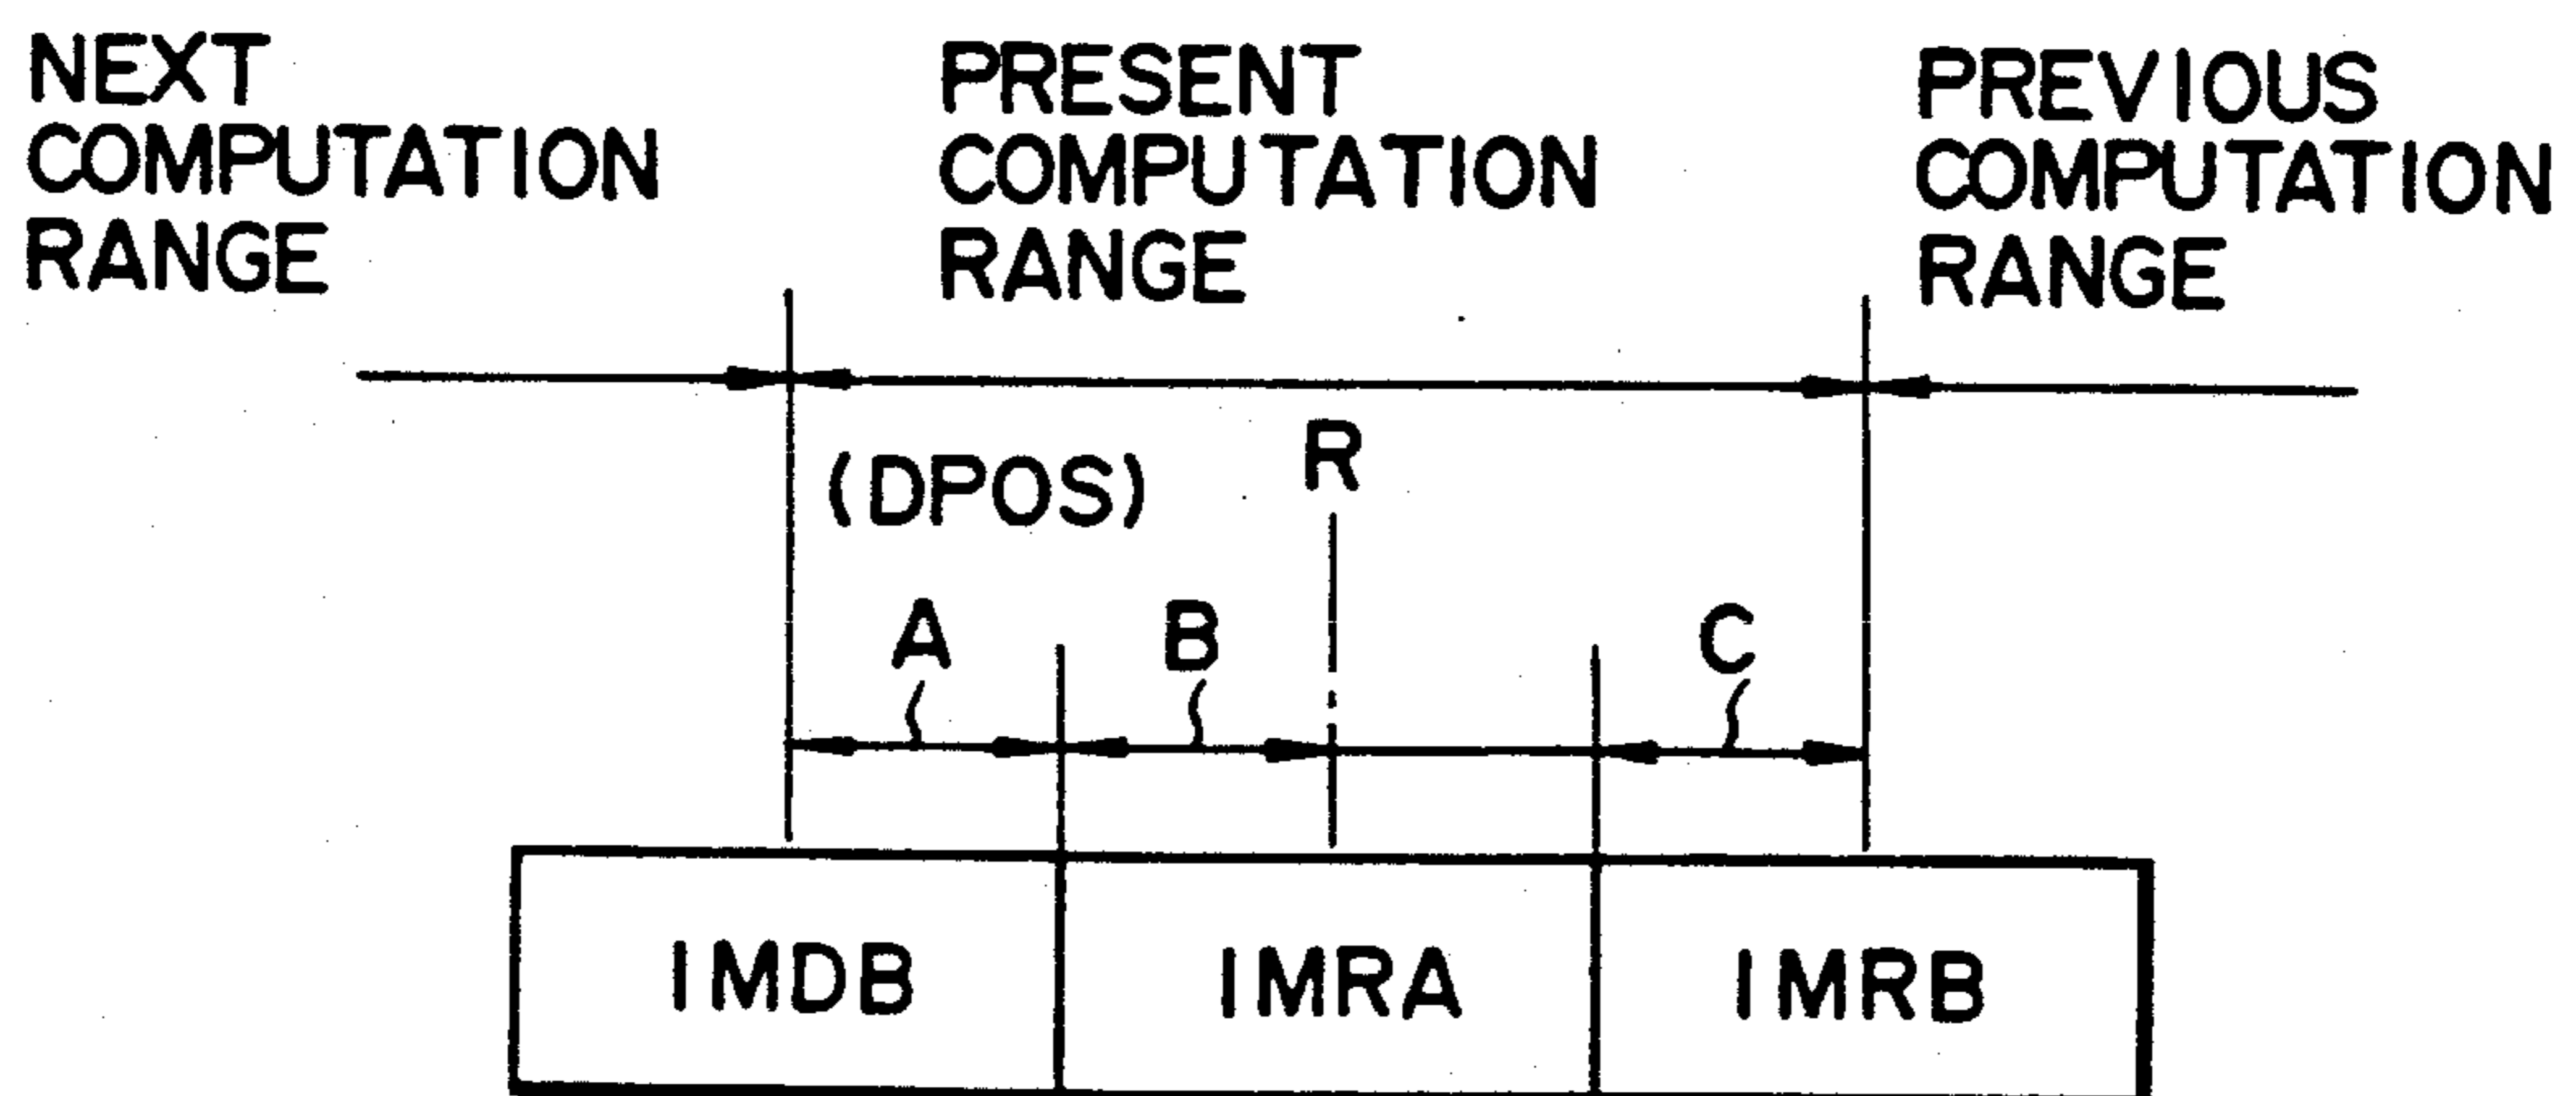 NEXT
COMPUTATION
RANGE
PRESENT
COMPUTATION
RANGE
PREVIOUS
COMPUTATION
RANGE
(DPOS)
R
A
B
C
IMDB
IMRA
IMRB